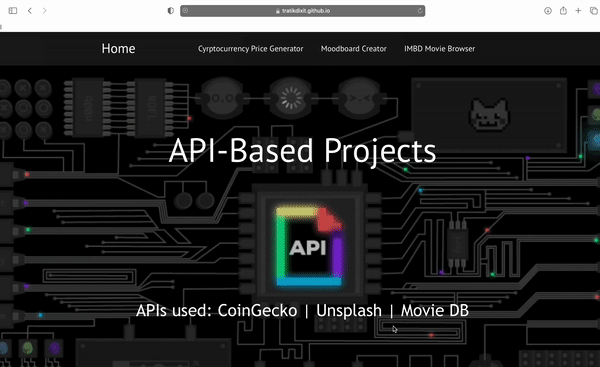 tratikdixit.github.io
Home
Cyrptocurrency Price Generator
Moodboard Creator
IMBD Movie Browser
API-Based Projects
API
APIs used: CoinGecko | Unsplash | Movie DB